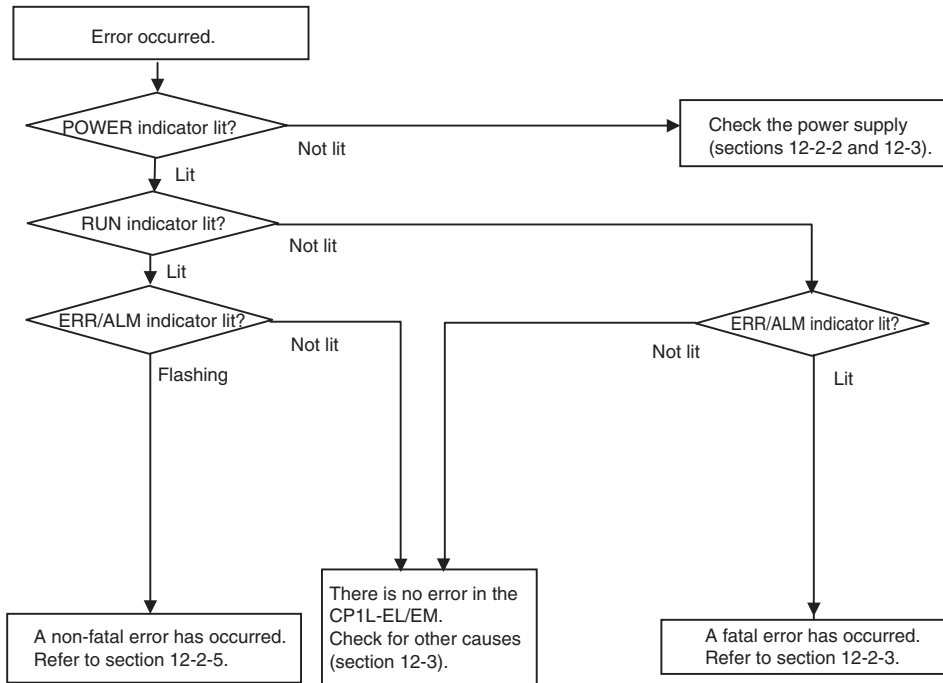 Error occurred.
POWER indicator lit?
Not lit
Check the power supply
(sections 12-2-2 and 12-3).
Lit
RUN indicator lit?
Not lit
Lit
ERR/ALM indicator lit?
Not lit
ERR/ALM indicator lit?
Not lit
Flashing
Lit
There is no error in the
CP1L-EL/EM.
Check for other causes
(section 12-3).
A non-fatal error has occurred.
Refer to section 12-2-5.
A fatal error has occurred.
Refer to section 12-2-3.